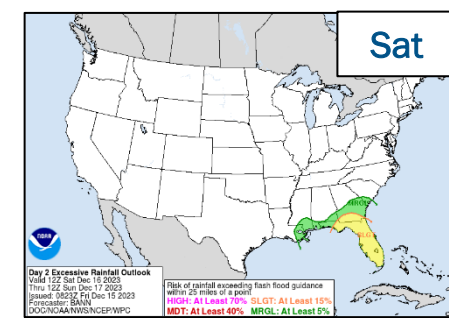 Sat
MRGL
SLG
NOAA
Day 2 Excessive Rainfall Outlook
Valid 12Z Sat Dec 16 2023
Thru 12Z Sun Dec 17 2023
Issued: 0823Z Fri Dec 15 2023
Forecaster: BANN
DOC/NOAA/NWS/NCEP/WPC
Risk of rainfall exceeding flash flood guidance
within 25 miles of a point.
HIGH: At Least 70% SLGT: At Least 15%
MDT: At Least 40% MRGL: At Least 5%